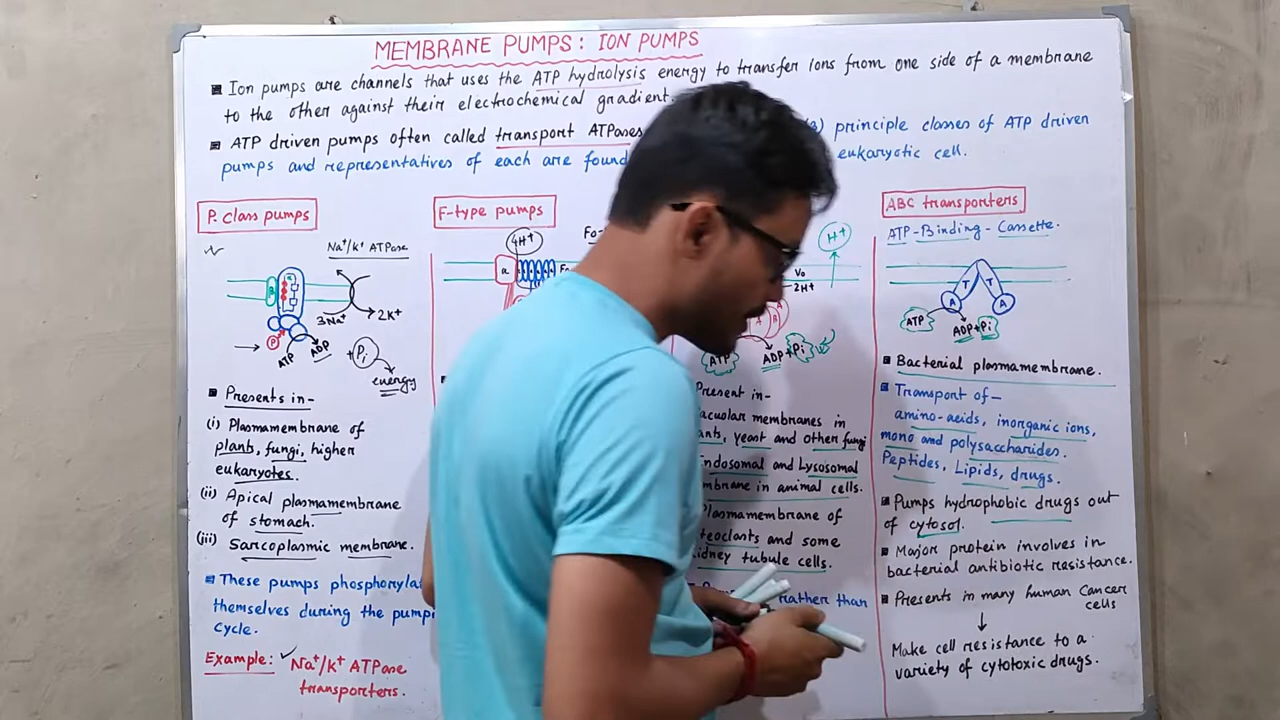 MEMBRANE PUMPS: ION PUMPS
▪ Ion pumps are channels that uses the ATP hydrolysis energy to transfer Ions from one side of a membrane
to the other against their electrochemical gradient.
▪ ATP driven pumps often called transport ATPases
3) principle classes of ATP driven
pumps and representatives of each are found
eukaryotic cell.
P. class pumps
Na⁺/K⁺ ATPase
3Na⁺
2K⁺
P
ATP
ADP
+Pi
energy
▪ Presents in-
(i) Plasmamembrane of
plants, fungi, higher
eukaryotes.
(ii) Apical plasmamembrane
of stomach.
(iii) Sarcoplasmic membrane.
▪ These pumps phosphoryla
themselves during the pump
cycle.
Example: ✓ Na⁺/K⁺ ATPase
transporters.
F-type pumps
4H⁺
a
H⁺
Vo
2H⁺
A
A
ATP
ADP+Pi
Present in-
membranes in
yeast and other fungi
and Lysosomal
in animal cells.
Plasmamembrane of
and some
tubule cells.
rather than
ABC transporters
ATP-Binding-Cassette.
T
T
A
A
ATP
ADP+Pi
▪ Bacterial plasmamembrane.
▪ Transport of-
amino-acids, inorganic ions,
mono and polysaccharides.
Peptides, Lipids, drugs.
▪ Pumps hydrophobic drugs out
of cytosol.
▪ Major protein involves in
bacterial antibiotic resistance.
▪ Presents in many human Cancer
cells
↓
Make cell resistance to a
variety of cytotoxic drugs.